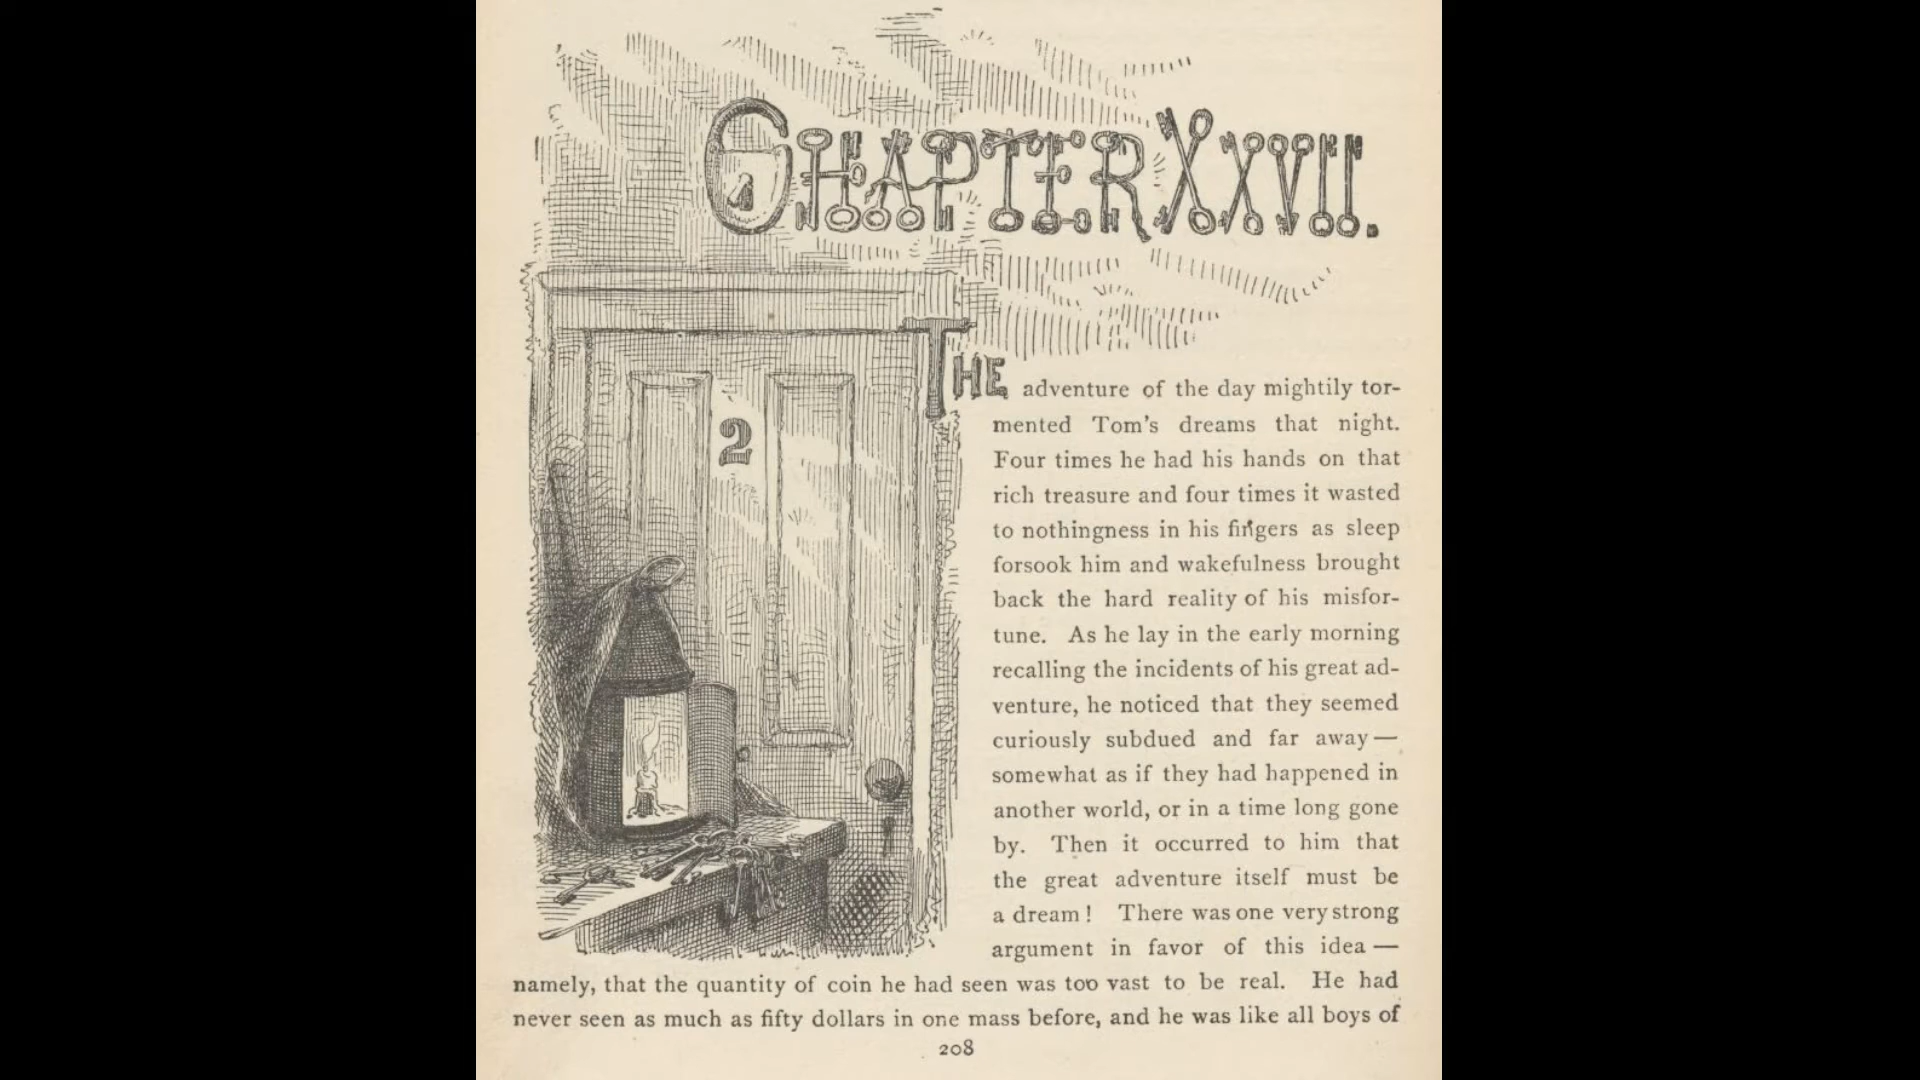 CHAPTER XXVII.
2
THE adventure of the day mightily tor-
mented Tom's dreams that night.
Four times he had his hands on that
rich treasure and four times it wasted
to nothingness in his fingers as sleep
forsook him and wakefulness brought
back the hard reality of his misfor-
tune. As he lay in the early morning
recalling the incidents of his great ad-
venture, he noticed that they seemed
curiously subdued and far away—
somewhat as if they had happened in
another world, or in a time long gone
by. Then it occurred to him that
the great adventure itself must be
a dream! There was one very strong
argument in favor of this idea—
namely, that the quantity of coin he had seen was too vast to be real. He had
never seen as much as fifty dollars in one mass before, and he was like all boys of
208